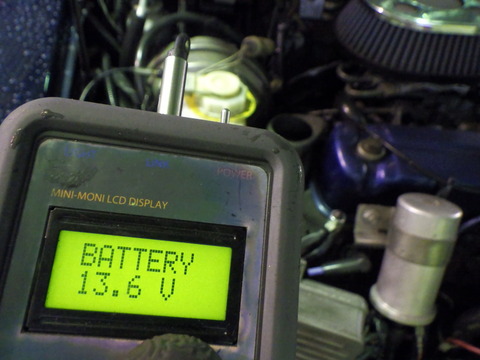 POWER
MINI-MONI LCD DISPLAY
BATTERY
13.6 V